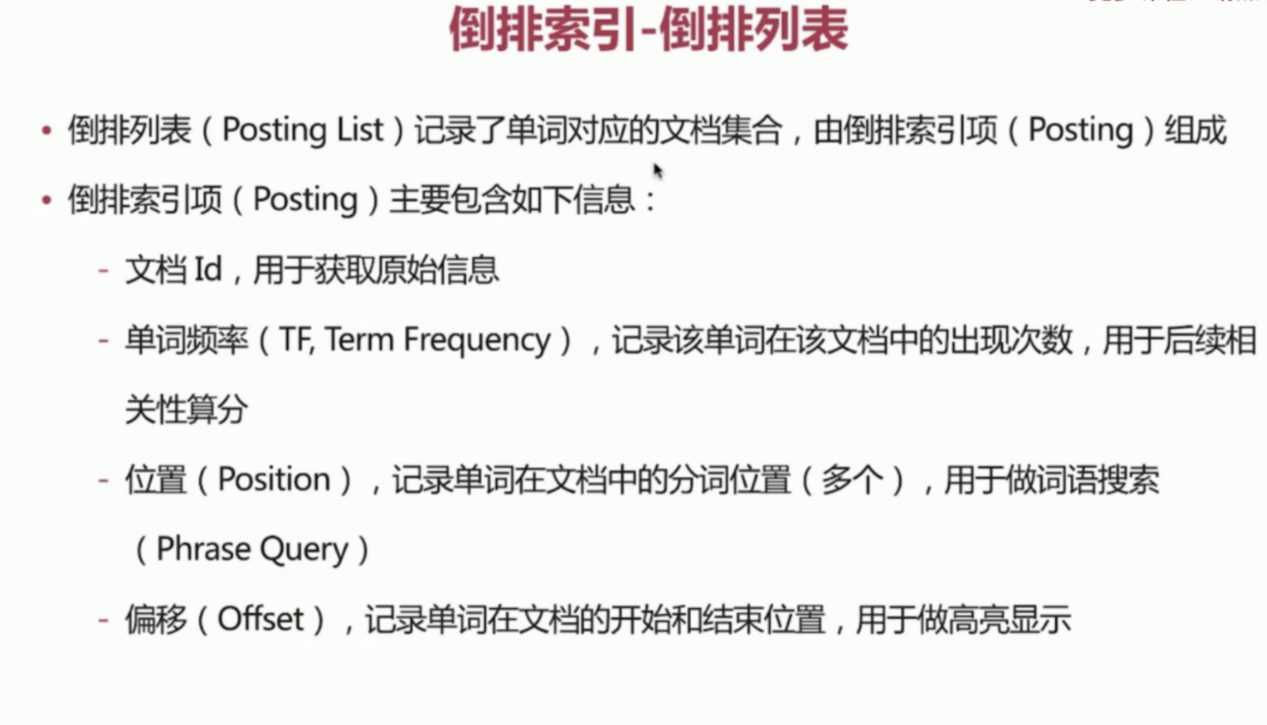 倒排索引-倒排列表
• 倒排列表（Posting List）记录了单词对应的文档集合，由倒排索引项（Posting）组成
• 倒排索引项（Posting）主要包含如下信息：
- 文档 Id，用于获取原始信息
- 单词频率（TF, Term Frequency），记录该单词在该文档中的出现次数，用于后续相
关性算分
- 位置（Position），记录单词在文档中的分词位置（多个），用于做词语搜索
（Phrase Query）
- 偏移（Offset），记录单词在文档的开始和结束位置，用于做高亮显示